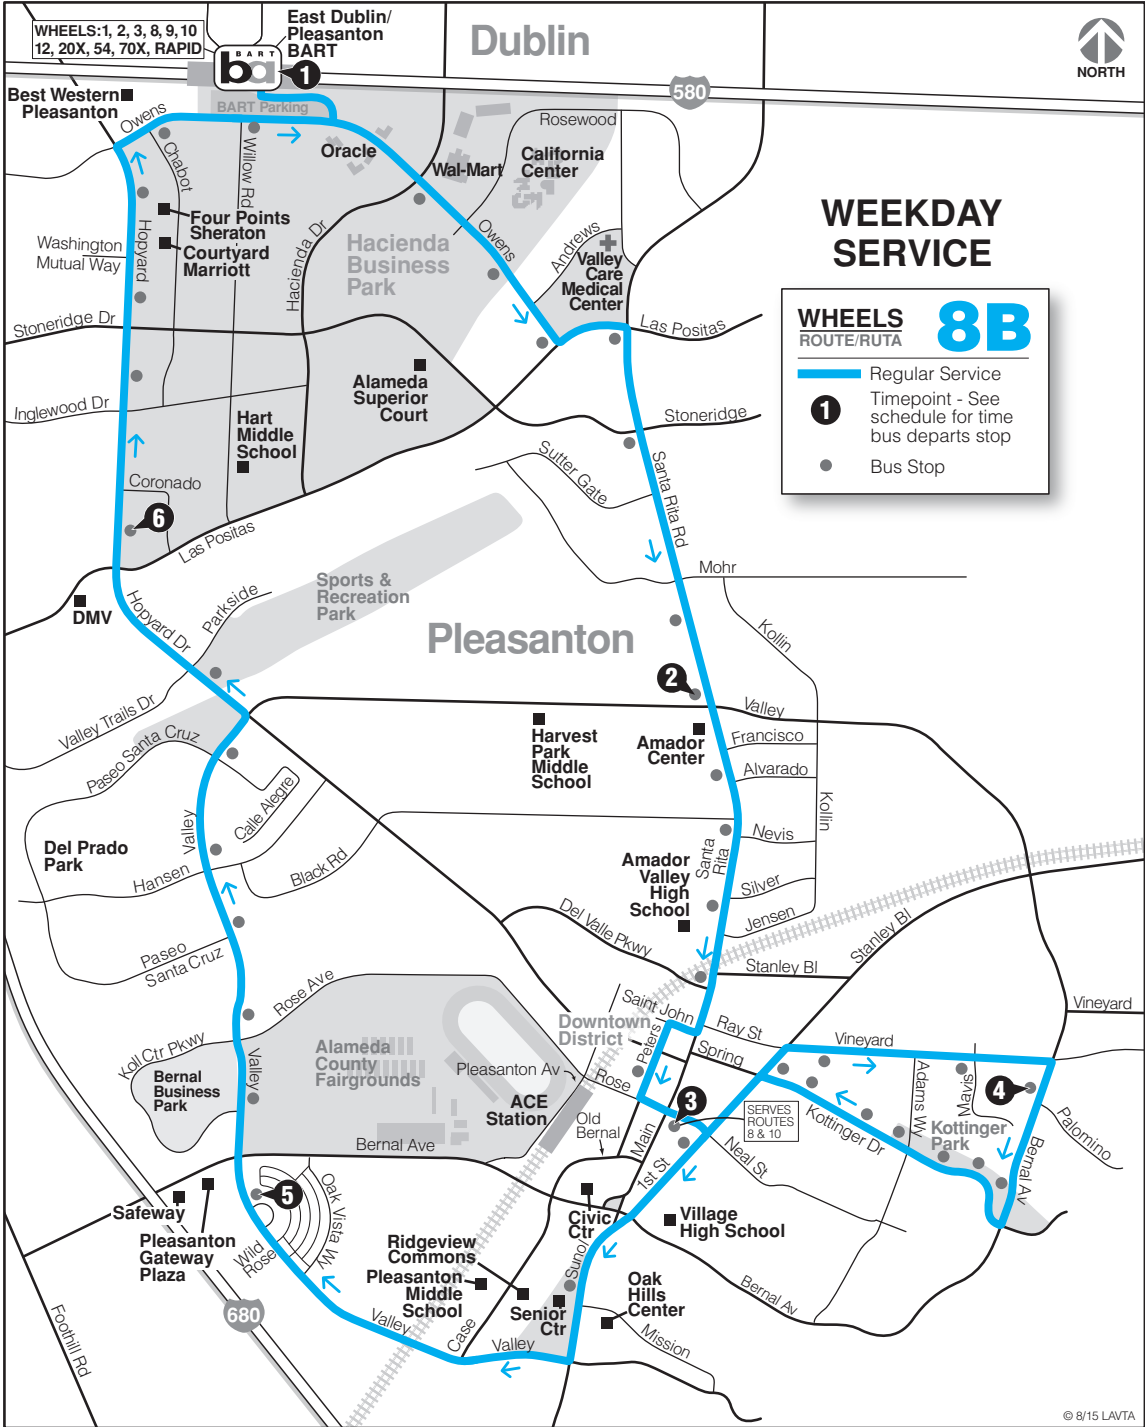 WHEELS: 1, 2, 3, 8, 9, 10
12, 20X, 54, 70X, RAPID
BART
ba
East Dublin/
Pleasanton
BART
1
Dublin
NORTH
580
Best Western
Pleasanton
Owens
BART Parking
Chabot
Willow Rd
Oracle
Wal-Mart
Rosewood
California
Center
Four Points
Sheraton
Courtyard
Marriott
Washington
Mutual Way
Hopyard
Hacienda Dr
Hacienda
Business
Park
Owens
Andrews
Valley
Care
Medical
Center
Las Positas
Stoneridge Dr
WEEKDAY
SERVICE
WHEELS
ROUTE/RUTA
8B
Regular Service
1
Timepoint - See
schedule for time
bus departs stop
Bus Stop
Alameda
Superior
Court
Inglewood Dr
Hart
Middle
School
Stoneridge
Sutter Gate
Santa Rita Rd
Coronado
6
Las Positas
Mohr
DMV
Hopyard Dr
Parkside
Sports &
Recreation
Park
Pleasanton
Kollin
2
Valley Trails Dr
Paseo Santa Cruz
Valley
Harvest
Park
Middle
School
Amador
Center
Francisco
Alvarado
Kollin
Calle Alegre
Valley
Del Prado
Park
Hansen
Black Rd
Santa
Rita
Nevis
Amador
Valley
High
School
Silver
Jensen
Del Valle Pkwy
Stanley Bl
Stanley Bl
Paseo
Santa Cruz
Rose Ave
Saint John
Ray St
Vineyard
Vineyard
Downtown
District
Peters
Spring
Koll Ctr Pkwy
Valley
Alameda
County
Fairgrounds
Pleasanton Av
Rose
Bernal
Business
Park
ACE
Station
Old
Bernal
3
SERVES
ROUTES
8 & 10
Adams Wy
Mavis
4
Kottinger Dr
Kottinger
Park
Palomino
Bernal Av
Bernal Ave
Main
1st St
Neal St
5
Oak Vista Wy
Safeway
Pleasanton
Gateway
Plaza
Wild
Rose
Civic
Ctr
Village
High School
Ridgeview
Commons
Pleasanton
Middle
School
Sunol
Senior
Ctr
Oak
Hills
Center
Bernal Av
680
Valley
Case
Valley
Mission
Foothill Rd
© 8/15 LAVTA